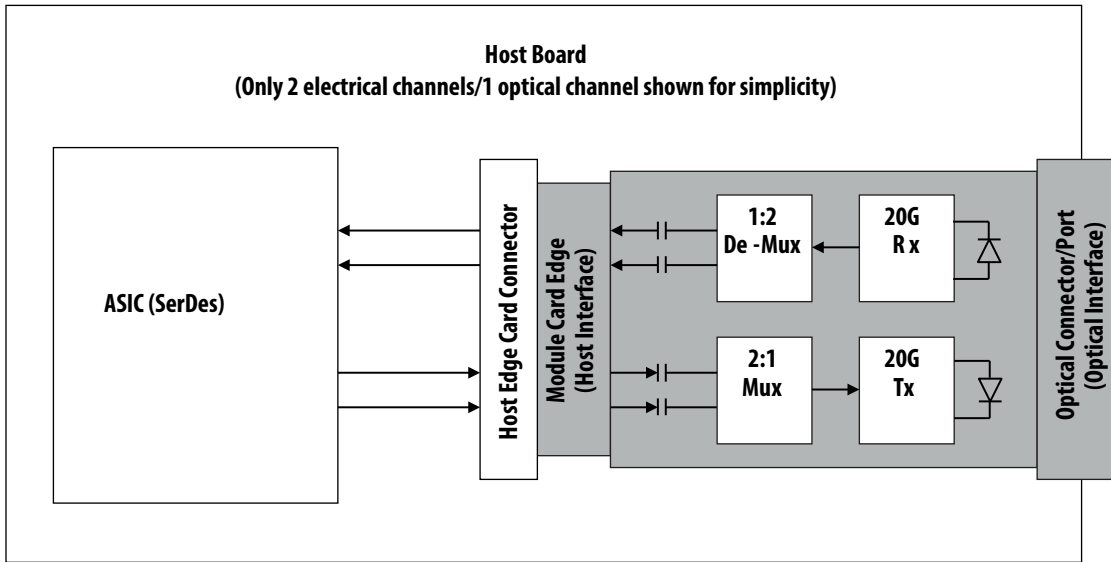 Host Board
(Only 2 electrical channels/1 optical channel shown for simplicity)
ASIC (SerDes)
Host Edge Card Connector
Module Card Edge
(Host Interface)
1:2
De -Mux
20G
R x
2:1
Mux
20G
Tx
Optical Connector/Port
(Optical Interface)